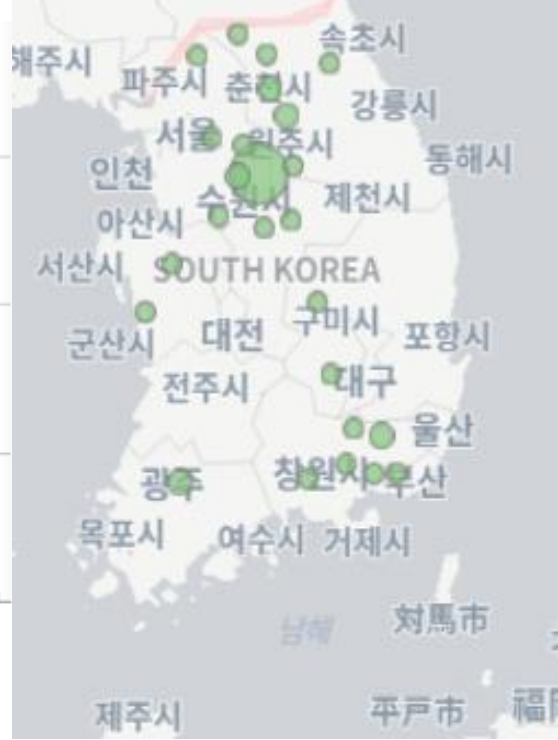 속초시
해주시
파주시
춘천시
강릉시
서울
원주시
동해시
인천
수원시
제천시
아산시
서산시
SOUTH KOREA
구미시
대전
포항시
군산시
전주시
대구
울산
광주
창원시
부산
목포시
여수시
거제시
対馬市
남해
제주시
平戸市
福岡